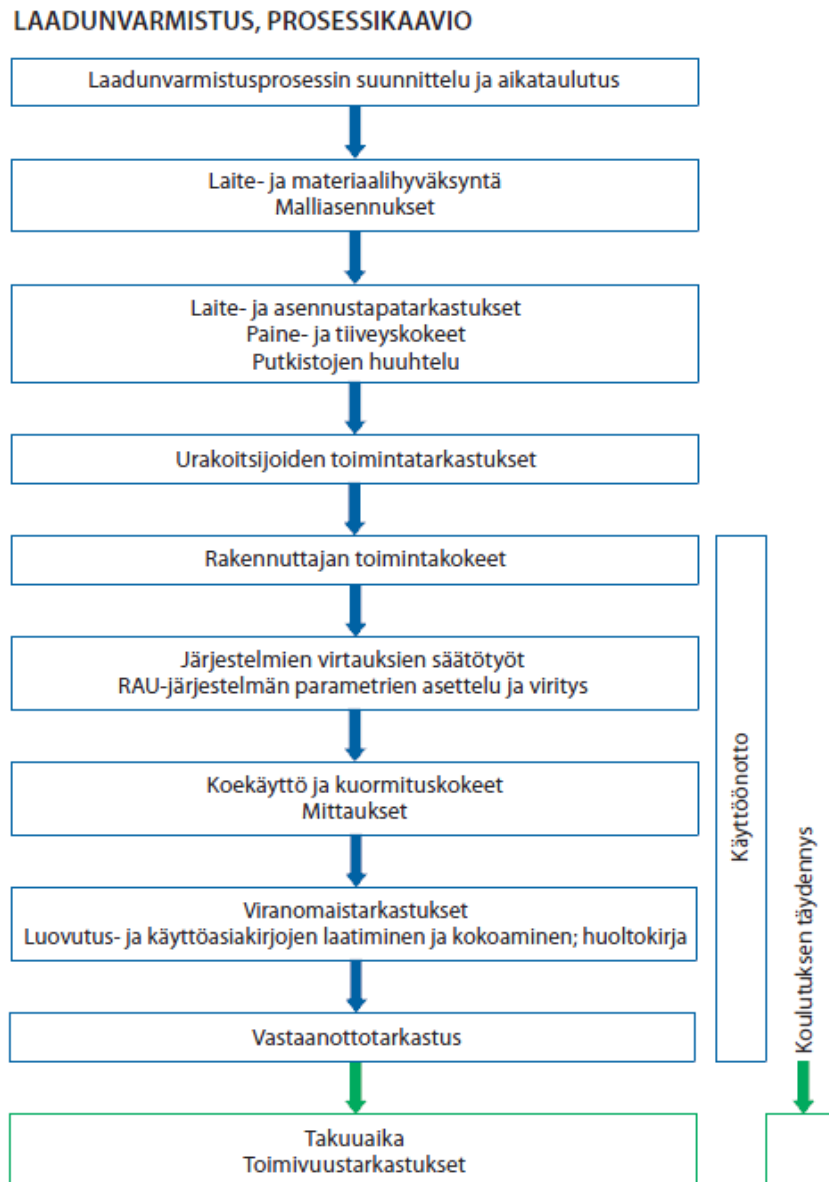 LAADUNVARMISTUS, PROSESSIKAAVIO
Laadunvarmistusprosessin suunnittelu ja aikataulutus
Laite- ja materiaalihyväksyntä
Malliasennukset
Laite- ja asennustapatarkastukset
Paine- ja tiiveyskokeet
Putkistojen huuhtelu
Urakoitsijoiden toimintatarkastukset
Rakennuttajan toimintakokeet
Järjestelmien virtauksien säätötyöt
RAU-järjestelmän parametrien asettelu ja viritys
Koekäyttö ja kuormituskokeet
Mittaukset
Viranomaistarkastukset
Luovutus- ja käyttöasiakirjojen laatiminen ja kokoaminen; huoltokirja
Vastaanottotarkastus
Käyttöönotto
Koulutuksen täydennys
Takuuaika
Toimivuustarkastukset